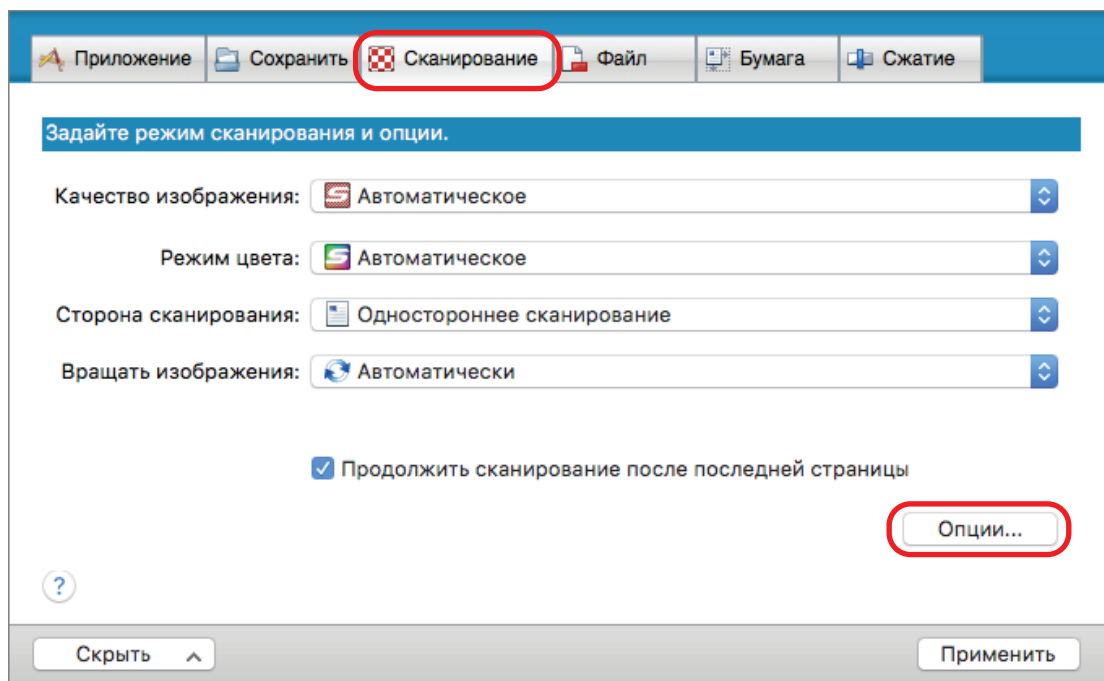 Приложение Сохранить Сканирование Файл Бумага Сжатие
Задайте режим сканирования и опции.
Качество изображения: Автоматическое
Режим цвета: Автоматическое
Сторона сканирования: Одностороннее сканирование
Вращать изображения: Автоматически
Продолжить сканирование после последней страницы
Опции...
?
Скрыть Применить